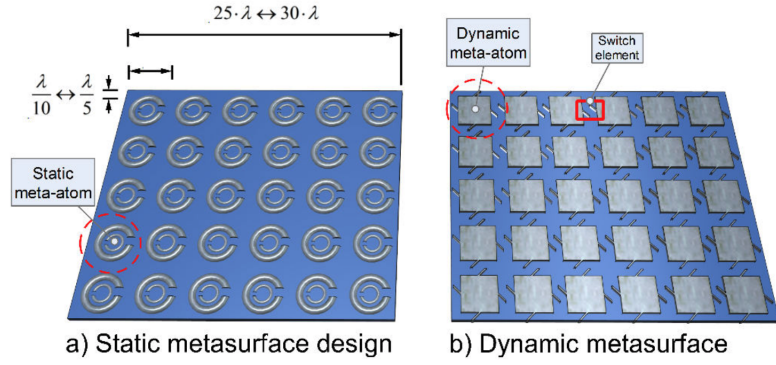 25·λ ↔ 30·λ
λ/10 ↔ λ/5
Static
meta-atom
a) Static metasurface design
Dynamic
meta-atom
Switch
element
b) Dynamic metasurface